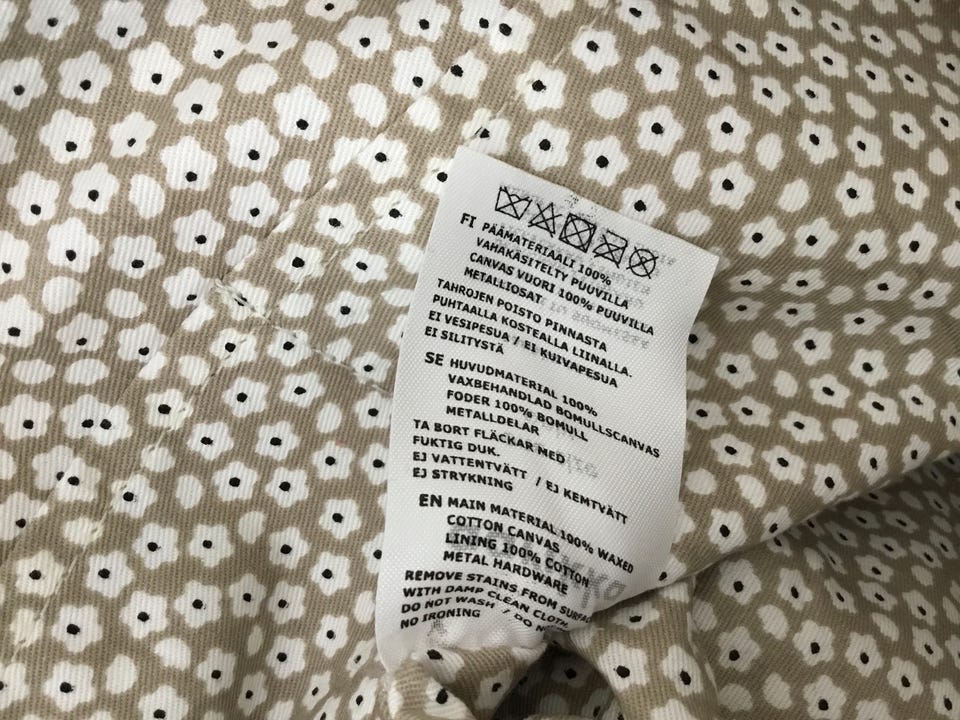 FI PÄÄMATERIAALI 100%
VAHAKÄSITELTY PUUVILLA
CANVAS VUORI 100% PUUVILLA
METALLIOSAT
TAHROJEN POISTO PINNASTA
PUHTAALLA KOSTEALLA LIINALLA.
EI VESIPESUA / EI KUIVAPESUA
EI SILITYSTÄ
SE HUVUDMATERIAL 100%
VAXBEHANDLAD BOMULLSCANVAS
FODER 100% BOMULL
METALLDELAR
TA BORT FLÄCKAR MED
FUKTIG DUK.
EJ VATTENTVÄTT / EJ KEMTVÄTT
EJ STRYKNING
EN MAIN MATERIAL 100% WAXED
COTTON CANVAS
LINING 100% COTTON
METAL HARDWARE
REMOVE STAINS FROM
WITH DAMP CLEAN CLOTH.
DO NOT WASH / DO
NO IRONING